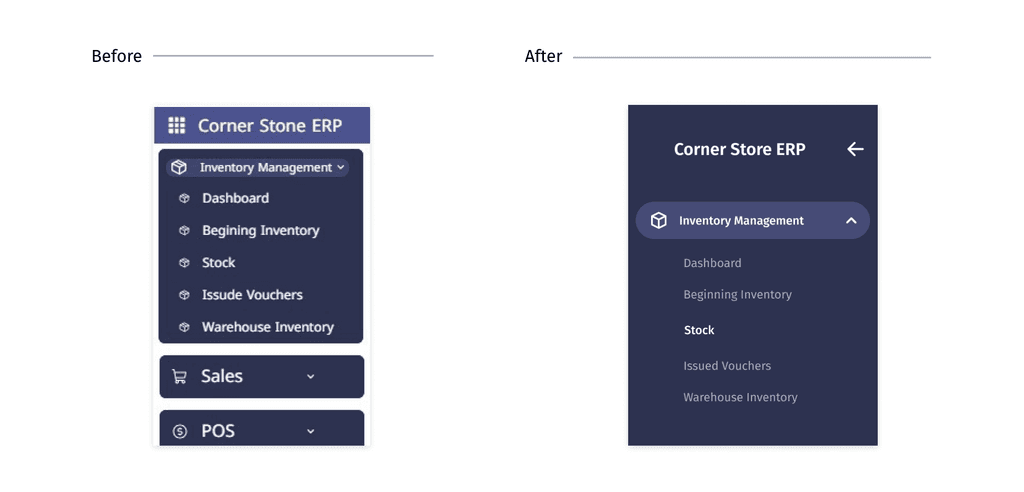 Before
Corner Stone ERP
Inventory Management
Dashboard
Begining Inventory
Stock
Issude Vouchers
Warehouse Inventory
Sales
POS
After
Corner Store ERP
Inventory Management
Dashboard
Beginning Inventory
Stock
Issued Vouchers
Warehouse Inventory